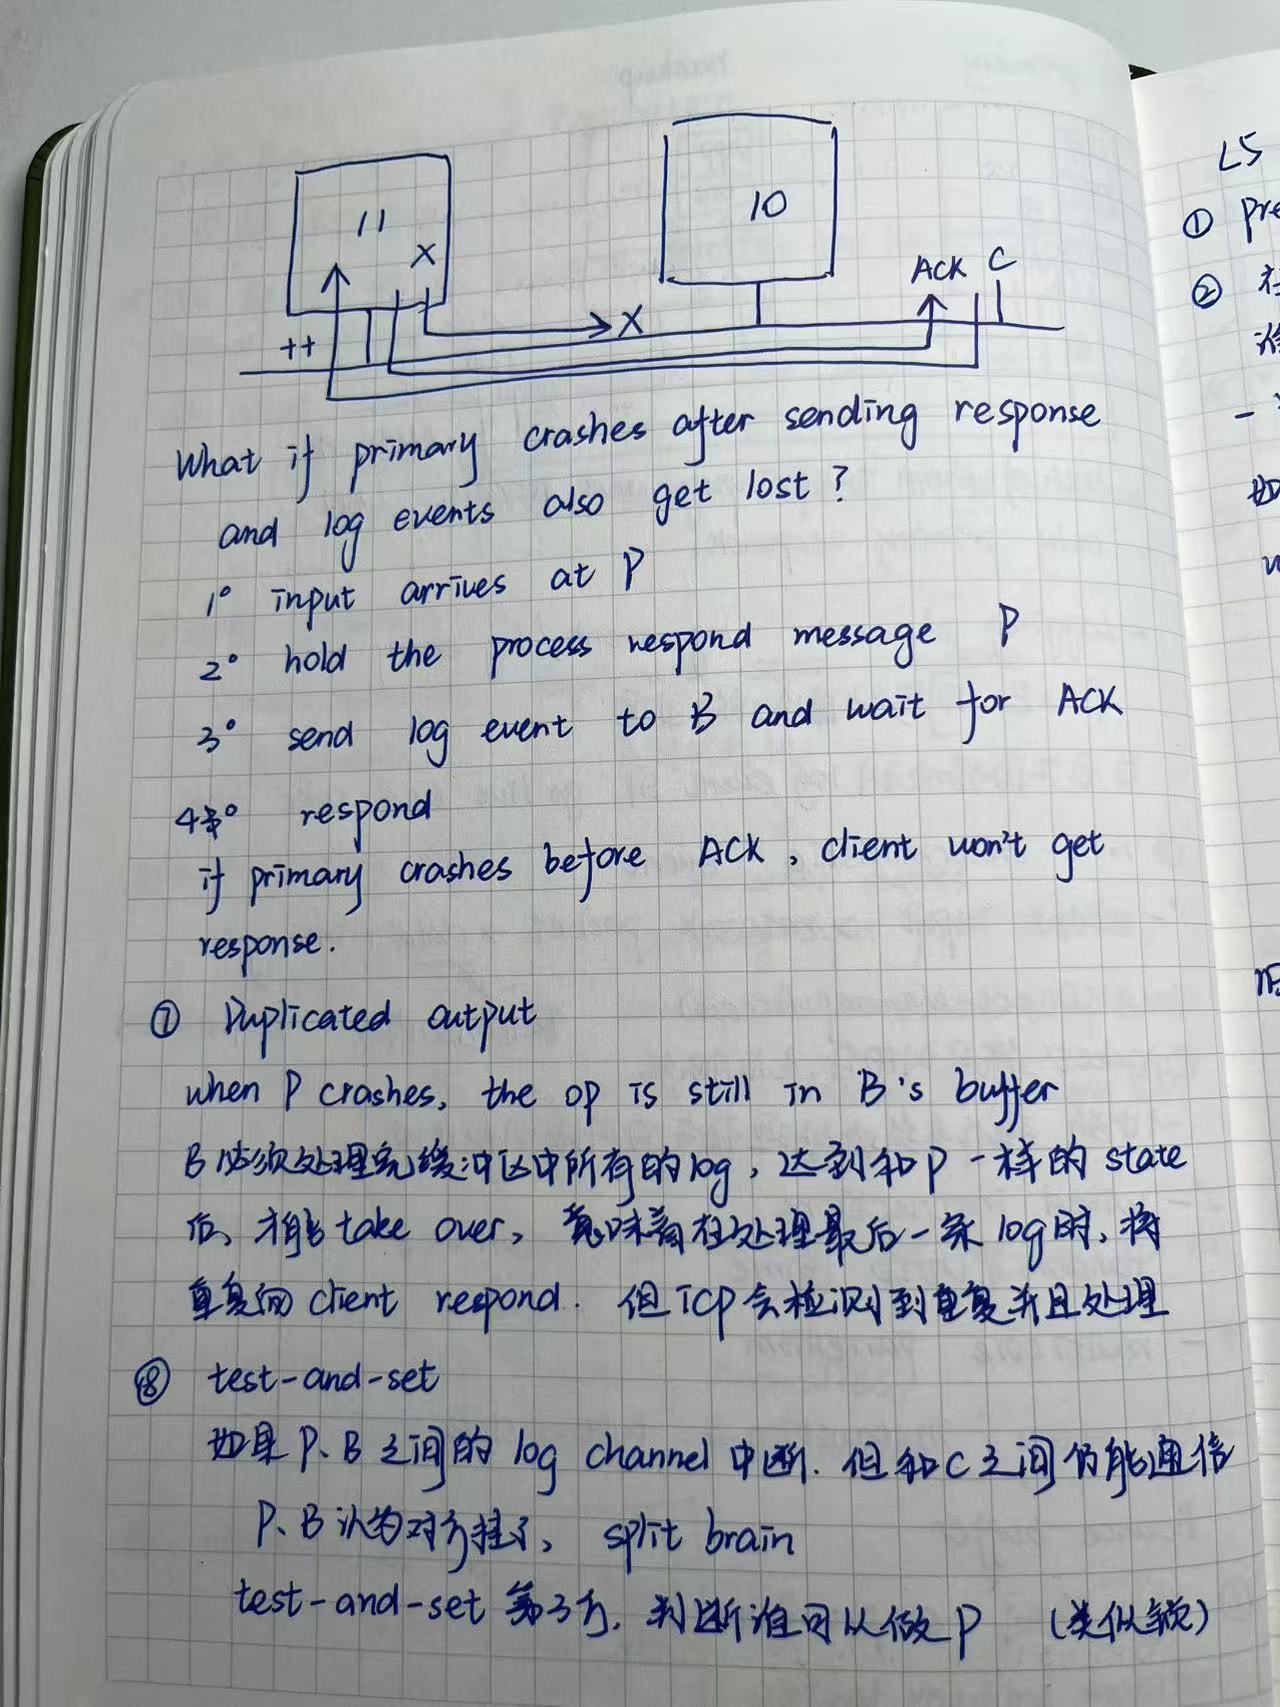 11
10
X
ACK C
X
++
What if primary crashes after sending response
and log events also get lost?
1° input arrives at P
2° hold the process respond message P
3° send log event to B and wait for ACK
4° respond
if primary crashes before ACK, client won't get
response.
⑦ Duplicated output
when P crashes, the op is still in B's buffer
B必须处理完缓冲区中所有的log，达到和P一样的state
后，才能take over，意味着在处理最后一条log时，将
重复向client respond. 但TCP会检测到重复并且处理
⑧ test-and-set
如果P、B之间的log channel中断. 但和C之间仍能通信
P、B认为对方挂了，split brain
test-and-set 第3方，判断谁可以做P （类似锁）
L5
① pre
②